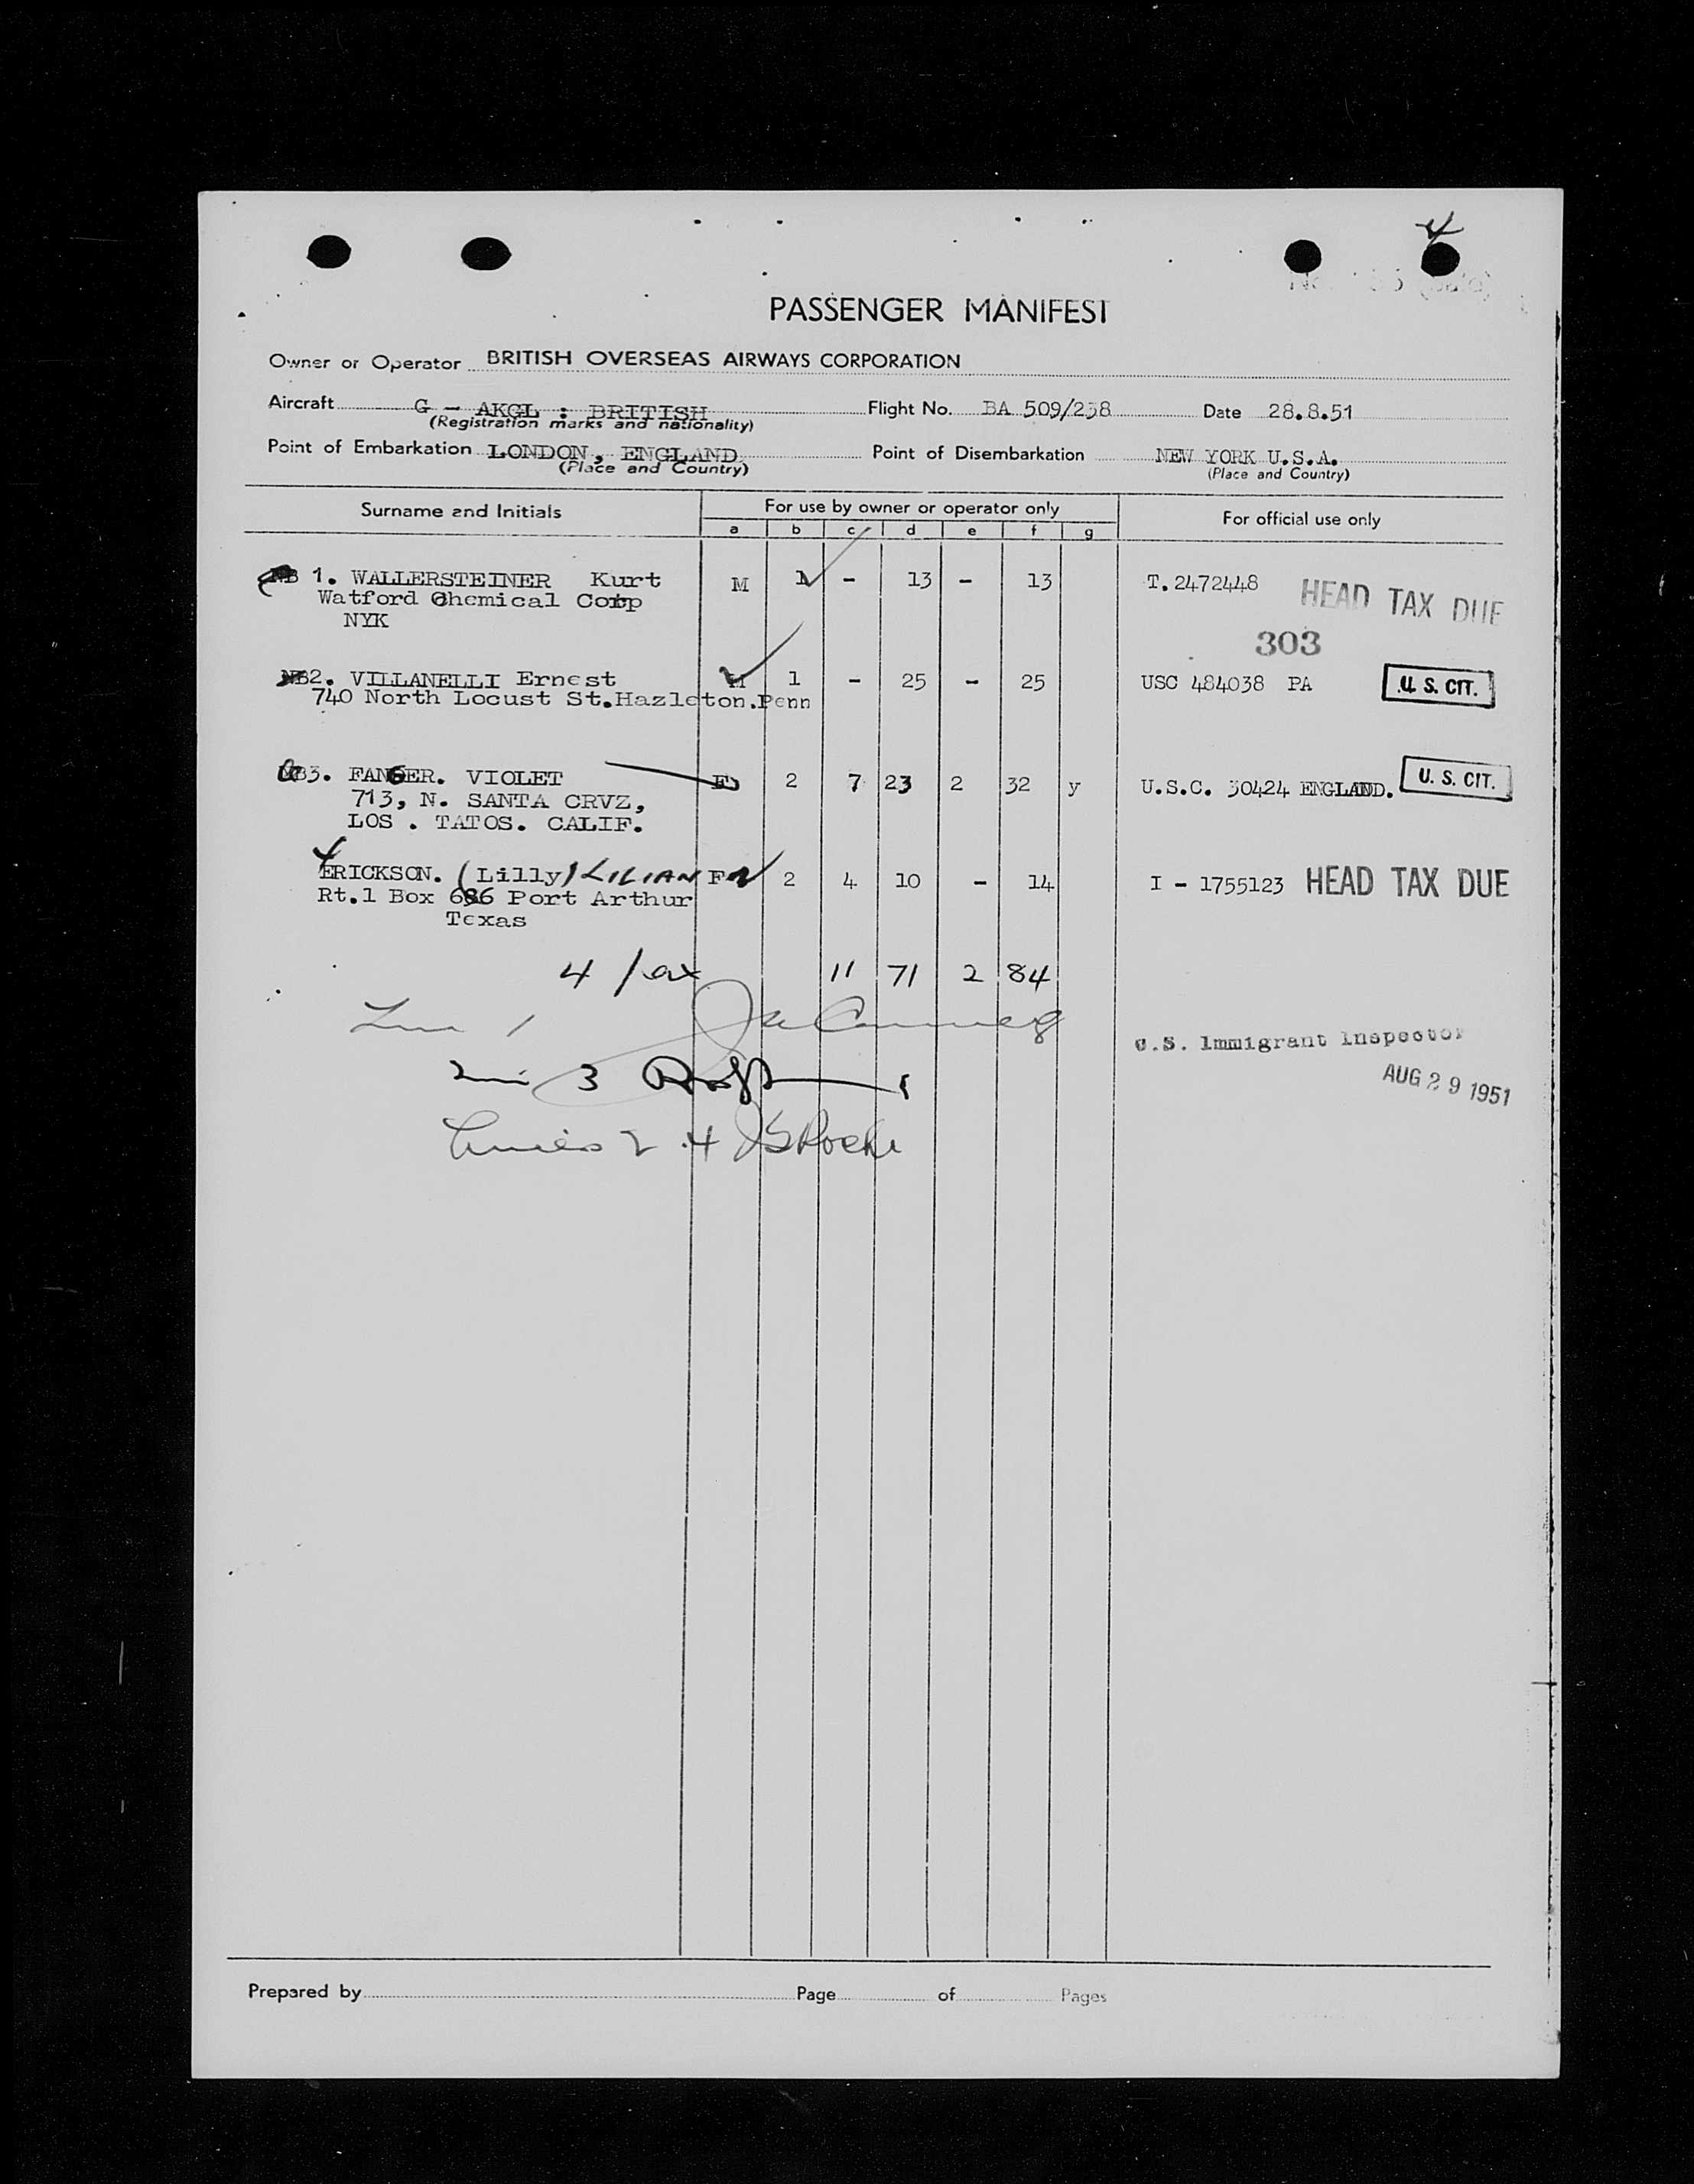 4
PASSENGER MANIFEST
Owner or Operator BRITISH OVERSEAS AIRWAYS CORPORATION
Aircraft G - AKGL : BRITISH Flight No. BA 509/238 Date 28.8.51
(Registration marks and nationality)
Point of Embarkation LONDON, ENGLAND Point of Disembarkation NEW YORK U.S.A.
(Place and Country) (Place and Country)
Surname and Initials For use by owner or operator only For official use only
a b c d e f g
1. WALLERSTEINER Kurt M 1 - 13 - 13 T.2472448 HEAD TAX DUE
Watford Chemical Corp
NYK
303
2. VILLANELLI Ernest M 1 - 25 - 25 USC 484038 PA U. S. CIT.
740 North Locust St.Hazleton.Penn
3. FANGER. VIOLET F 2 7 23 2 32 y U.S.C. 30424 ENGLAND. U. S. CIT.
713, N. SANTA CRVZ,
LOS . TATOS. CALIF.
4 ERICKSON. (Lilly) LILIAN F 2 4 10 - 14 I - 1755123 HEAD TAX DUE
Rt.1 Box 686 Port Arthur
Texas
4 Pax 11 71 2 84
U.S. Immigrant Inspector
AUG 29 1951
3
2 .4
Prepared by Page of Pages